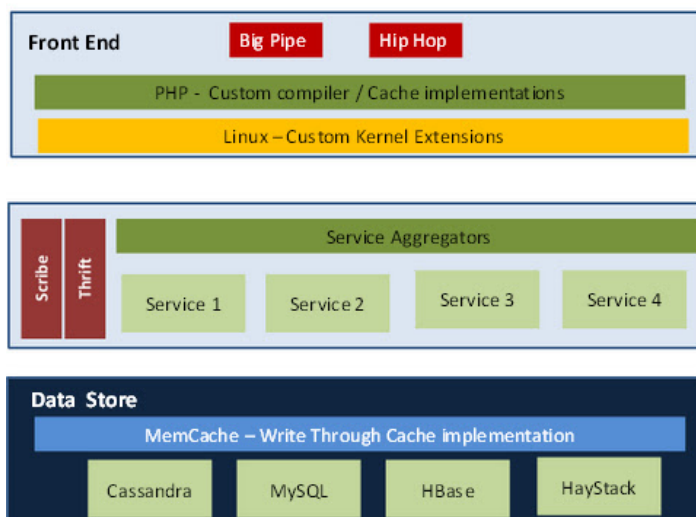 Front End
Big Pipe
Hip Hop
PHP - Custom compiler / Cache implementations
Linux – Custom Kernel Extensions
Scribe
Thrift
Service Aggregators
Service 1
Service 2
Service 3
Service 4
Data Store
MemCache – Write Through Cache implementation
Cassandra
MySQL
HBase
HayStack